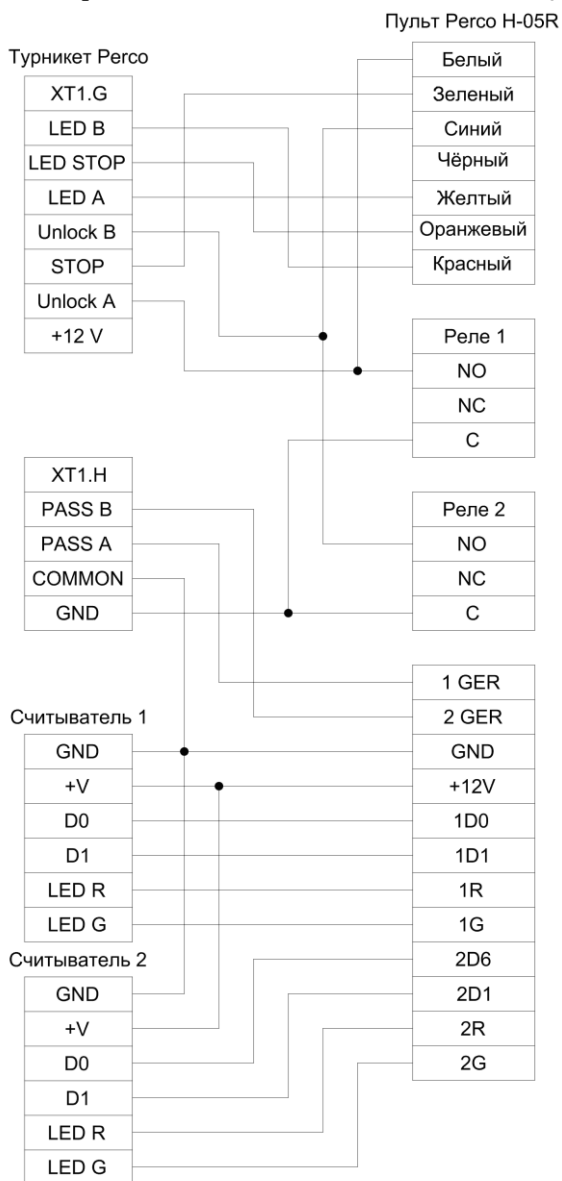 Пульт Perco H-05R
Турникет Perco
XT1.G
LED B
LED STOP
LED A
Unlock B
STOP
Unlock A
+12 V
Белый
Зеленый
Синий
Чёрный
Желтый
Оранжевый
Красный
Реле 1
NO
NC
C
XT1.H
PASS B
PASS A
COMMON
GND
Реле 2
NO
NC
C
Считыватель 1
GND
+V
D0
D1
LED R
LED G
Считыватель 2
GND
+V
D0
D1
LED R
LED G
1 GER
2 GER
GND
+12V
1D0
1D1
1R
1G
2D6
2D1
2R
2G